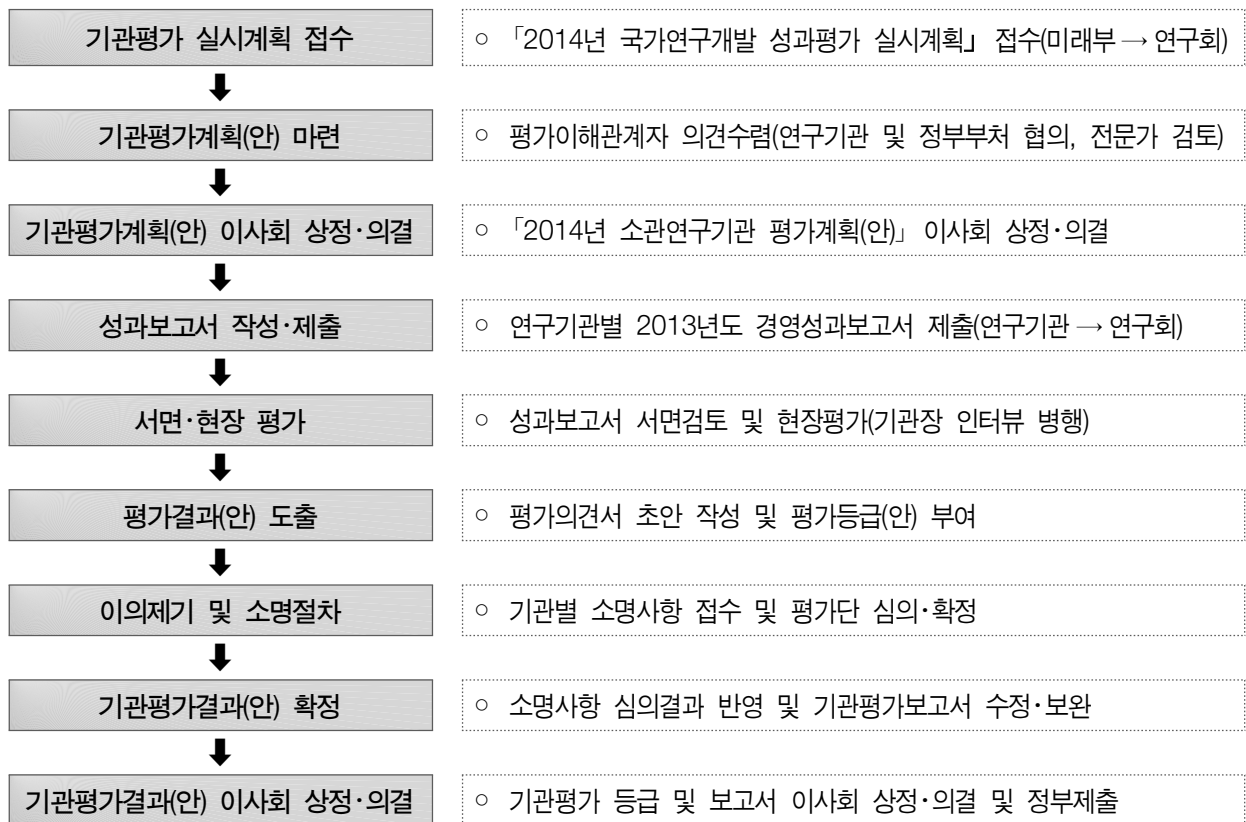 기관평가 실시계획 접수
○ 「2014년 국가연구개발 성과평가 실시계획」 접수(미래부 → 연구회)
기관평가계획(안) 마련
○ 평가이해관계자 의견수렴(연구기관 및 정부부처 협의, 전문가 검토)
기관평가계획(안) 이사회 상정·의결
○ 「2014년 소관연구기관 평가계획(안)」 이사회 상정·의결
성과보고서 작성·제출
○ 연구기관별 2013년도 경영성과보고서 제출(연구기관 → 연구회)
서면·현장 평가
○ 성과보고서 서면검토 및 현장평가(기관장 인터뷰 병행)
평가결과(안) 도출
○ 평가의견서 초안 작성 및 평가등급(안) 부여
이의제기 및 소명절차
○ 기관별 소명사항 접수 및 평가단 심의·확정
기관평가결과(안) 확정
○ 소명사항 심의결과 반영 및 기관평가보고서 수정·보완
기관평가결과(안) 이사회 상정·의결
○ 기관평가 등급 및 보고서 이사회 상정·의결 및 정부제출